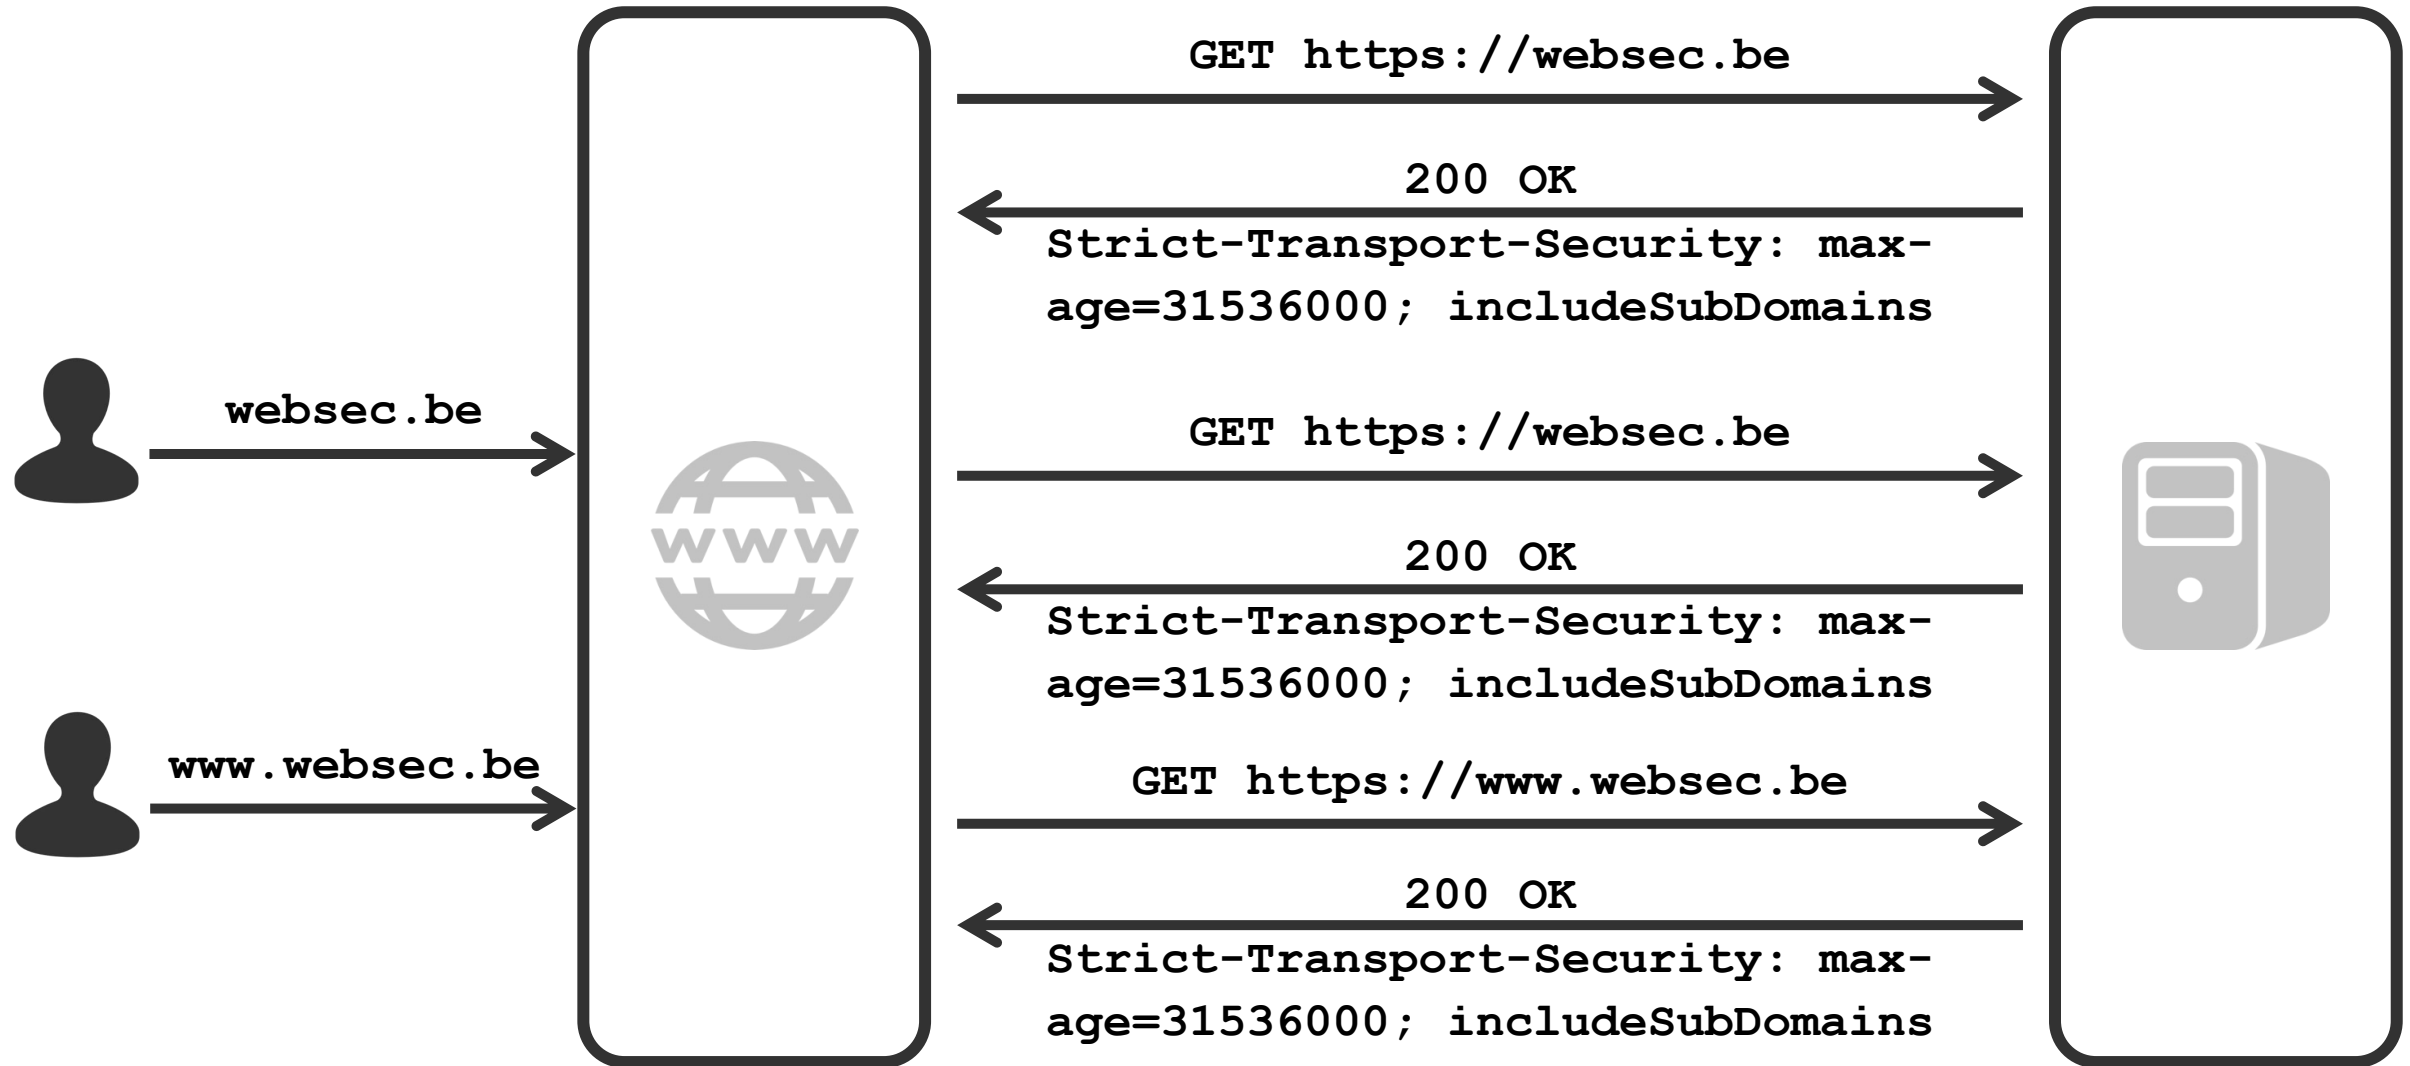 GET https://websec.be
200 OK
Strict-Transport-Security: max-
age=31536000; includeSubDomains
websec.be
GET https://websec.be
www
200 OK
Strict-Transport-Security: max-
age=31536000; includeSubDomains
www.websec.be
GET https://www.websec.be
200 OK
Strict-Transport-Security: max-
age=31536000; includeSubDomains